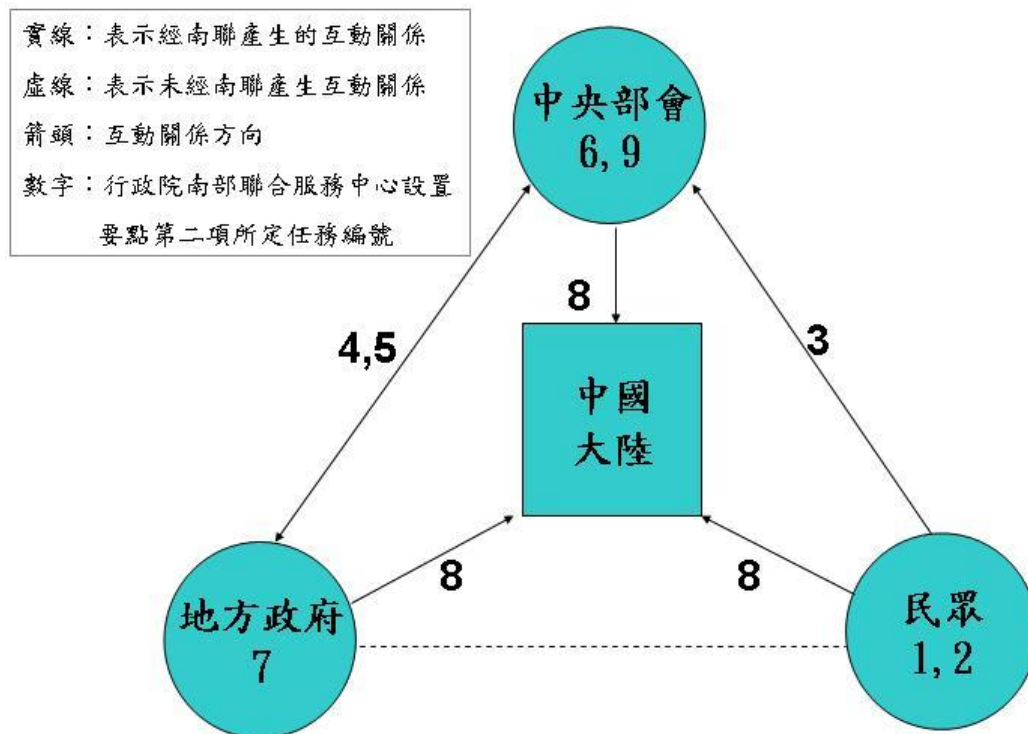 實線：表示經南聯產生的互動關係
虛線：表示未經南聯產生互動關係
箭頭：互動關係方向
數字：行政院南部聯合服務中心設置
要點第二項所定任務編號
中央部會
6,9
8
4,5
3
中國
大陸
8
8
地方政府
7
民眾
1,2